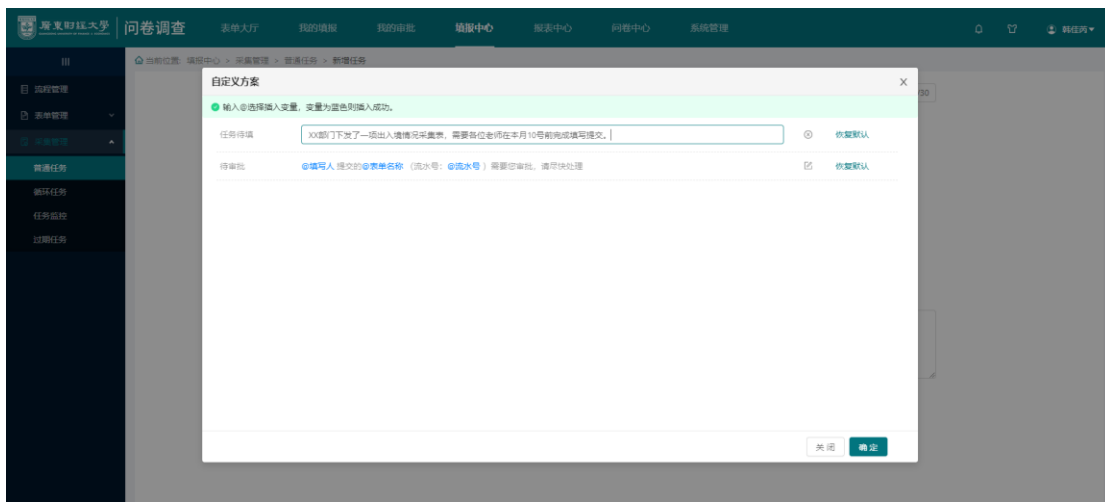 广东财经大学 问卷调查 表单大厅 我的填报 我的审批 填报中心 报表中心 问卷中心 系统管理 韩佳芮
当前位置: 填报中心 > 采集管理 > 普通任务 > 新增任务
流程管理
表单管理
采集管理
普通任务
循环任务
任务监控
过期任务
自定义方案
/30
输入@选择插入变量，变量为蓝色则插入成功。
任务待填 XX部门下发了一项出入境情况采集表，需要各位老师在本月10号前完成填写提交。 恢复默认
待审批 @填写人 提交的@表单名称 （流水号：@流水号 ）需要您审批，请尽快处理 恢复默认
关闭 确定